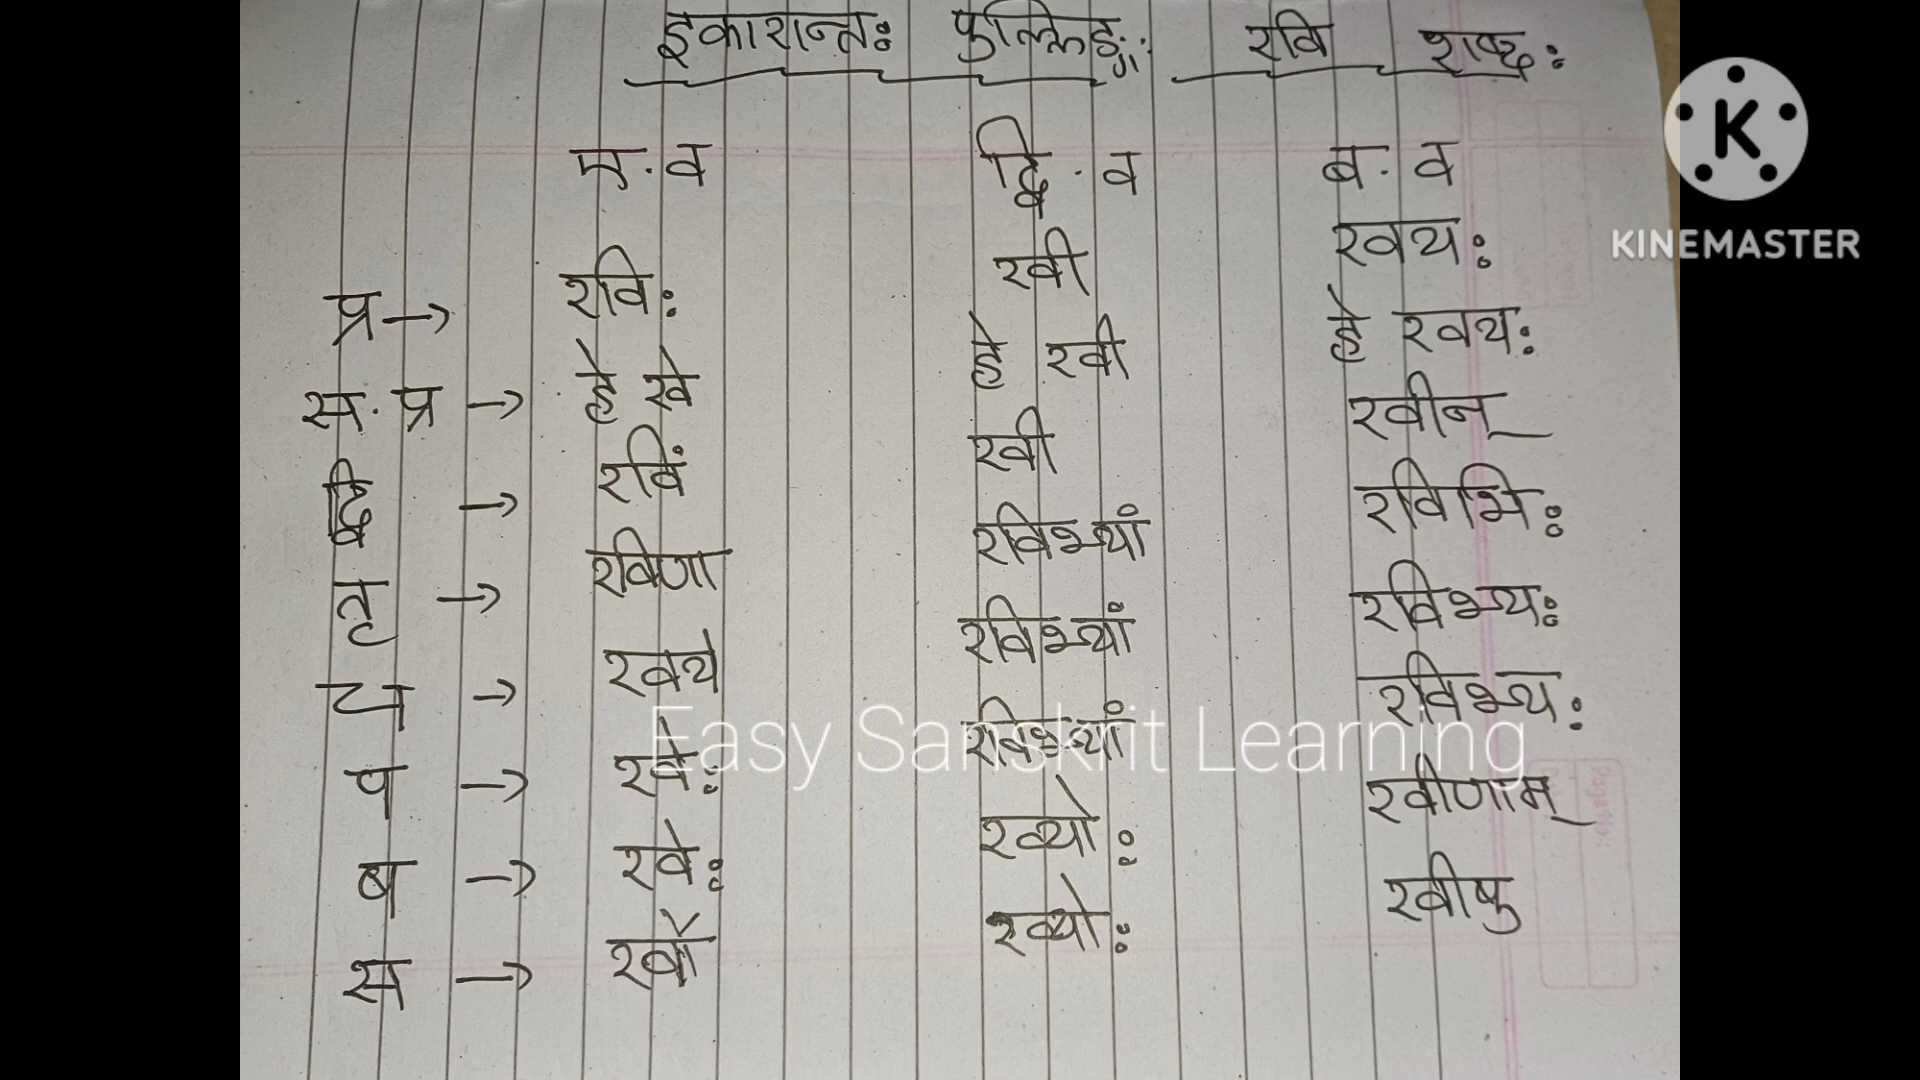 इकारान्तः पुल्लिङ्गः रवि शब्दः
ए.व द्वि.व ब.व
प्र → रविः रवी रवयः
स.प्र → हे रवे हे रवी हे रवयः
द्वि → रविं रवी रवीन्
तृ → रविणा रविभ्यां रविभिः
च → रवये रविभ्यां रविभ्यः
प → रवेः रविभ्यां रविभ्यः
ष → रवेः रव्योः रवीणाम्
स → रवौ रव्योः रवीषु
Easy Sanskrit Learning
K
KINEMASTER